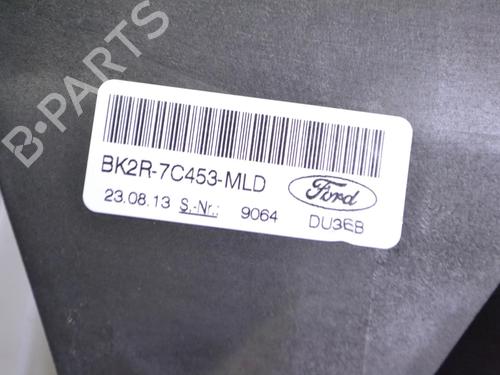 B-PARTS
BK2R-7C453-MLD
Ford
23.08.13 S.-Nr.: 9064 DU3EB